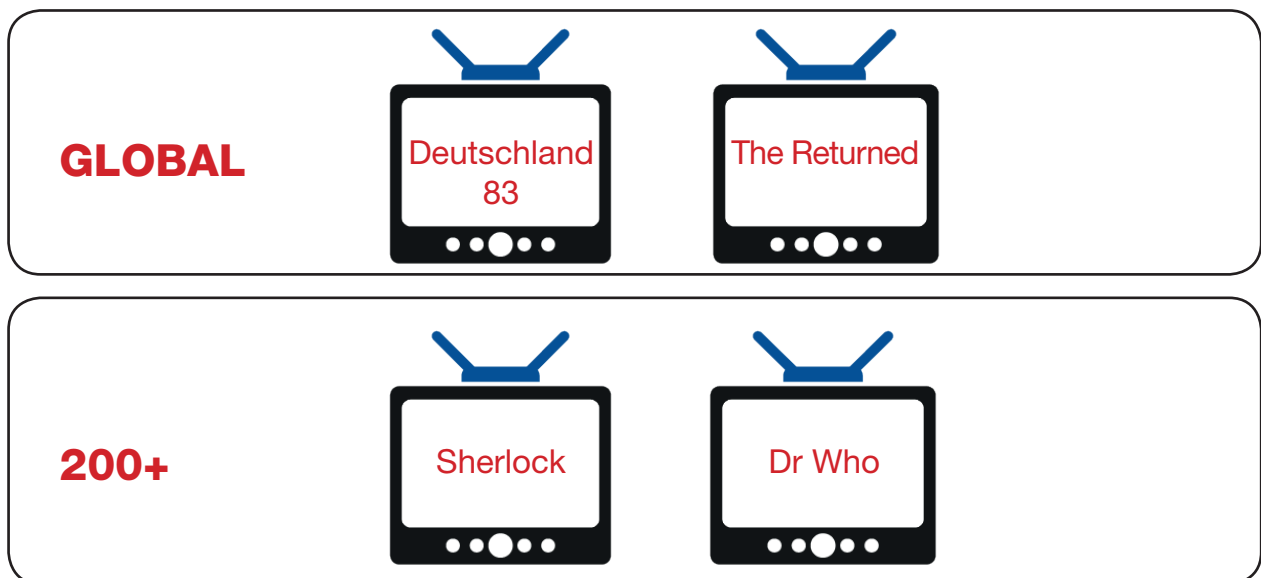 GLOBAL
Deutschland
83
The Returned
200+
Sherlock
Dr Who